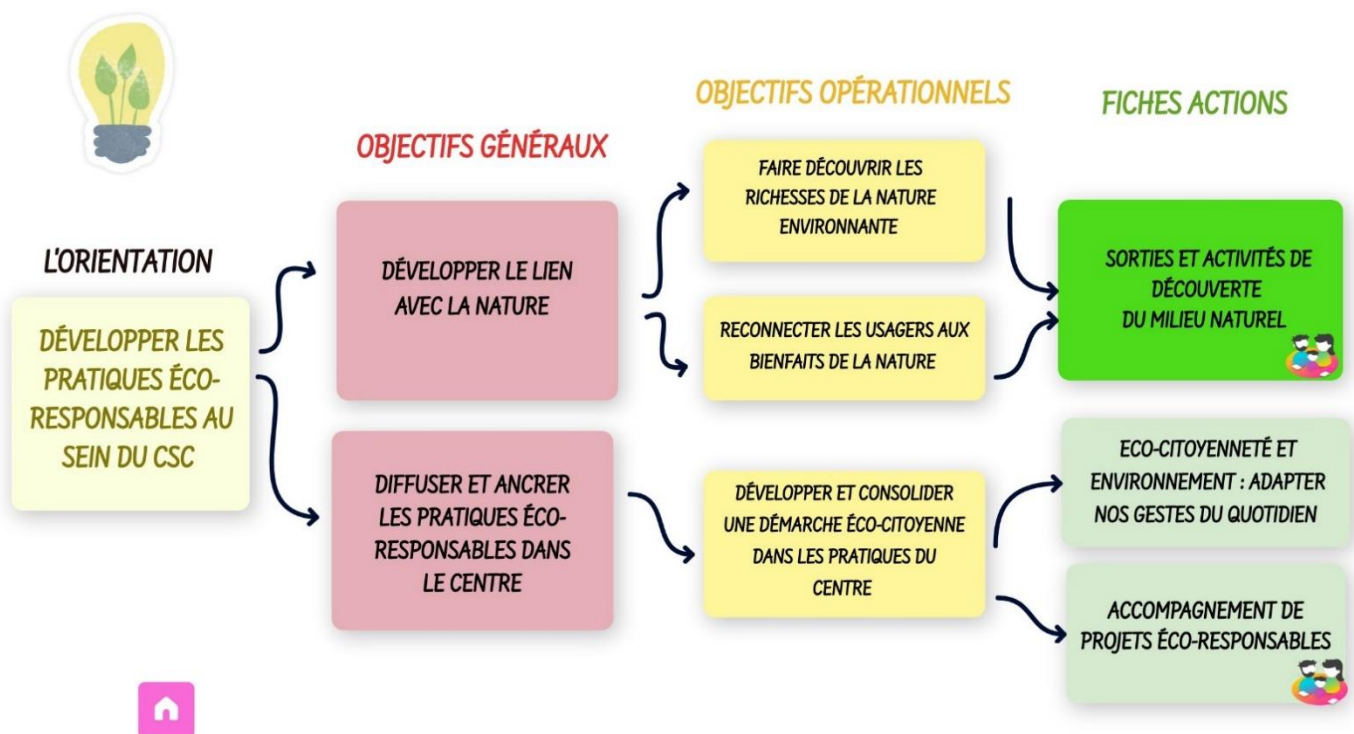 L'ORIENTATION
DÉVELOPPER LES
PRATIQUES ÉCO-
RESPONSABLES AU
SEIN DU CSC
OBJECTIFS GÉNÉRAUX
DÉVELOPPER LE LIEN
AVEC LA NATURE
DIFFUSER ET ANCRER
LES PRATIQUES ÉCO-
RESPONSABLES DANS
LE CENTRE
OBJECTIFS OPÉRATIONNELS
FAIRE DÉCOUVRIR LES
RICHESSES DE LA NATURE
ENVIRONNANTE
RECONNECTER LES USAGERS AUX
BIENFAITS DE LA NATURE
DÉVELOPPER ET CONSOLIDER
UNE DÉMARCHE ÉCO-CITOYENNE
DANS LES PRATIQUES DU
CENTRE
FICHES ACTIONS
SORTIES ET ACTIVITÉS DE
DÉCOUVERTE
DU MILIEU NATUREL
ECO-CITOYENNETÉ ET
ENVIRONNEMENT : ADAPTER
NOS GESTES DU QUOTIDIEN
ACCOMPAGNEMENT DE
PROJETS ÉCO-RESPONSABLES